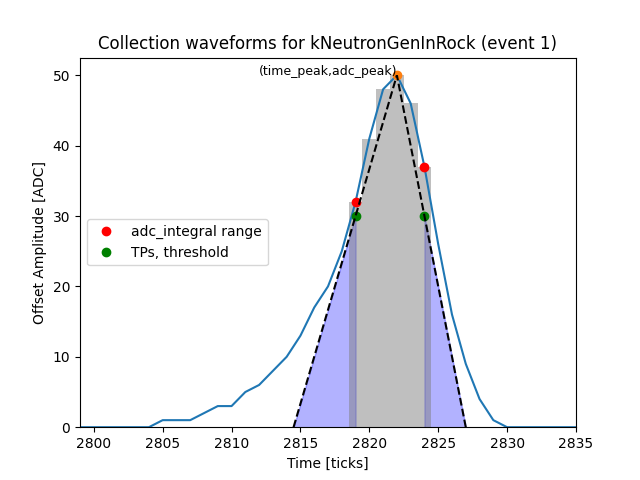 Collection waveforms for kNeutronGenInRock (event 1)
(time_peak,adc_peak)
50
40
30
20
10
0
Offset Amplitude [ADC]
adc_integral range
TPs, threshold
2800 2805 2810 2815 2820 2825 2830 2835
Time [ticks]